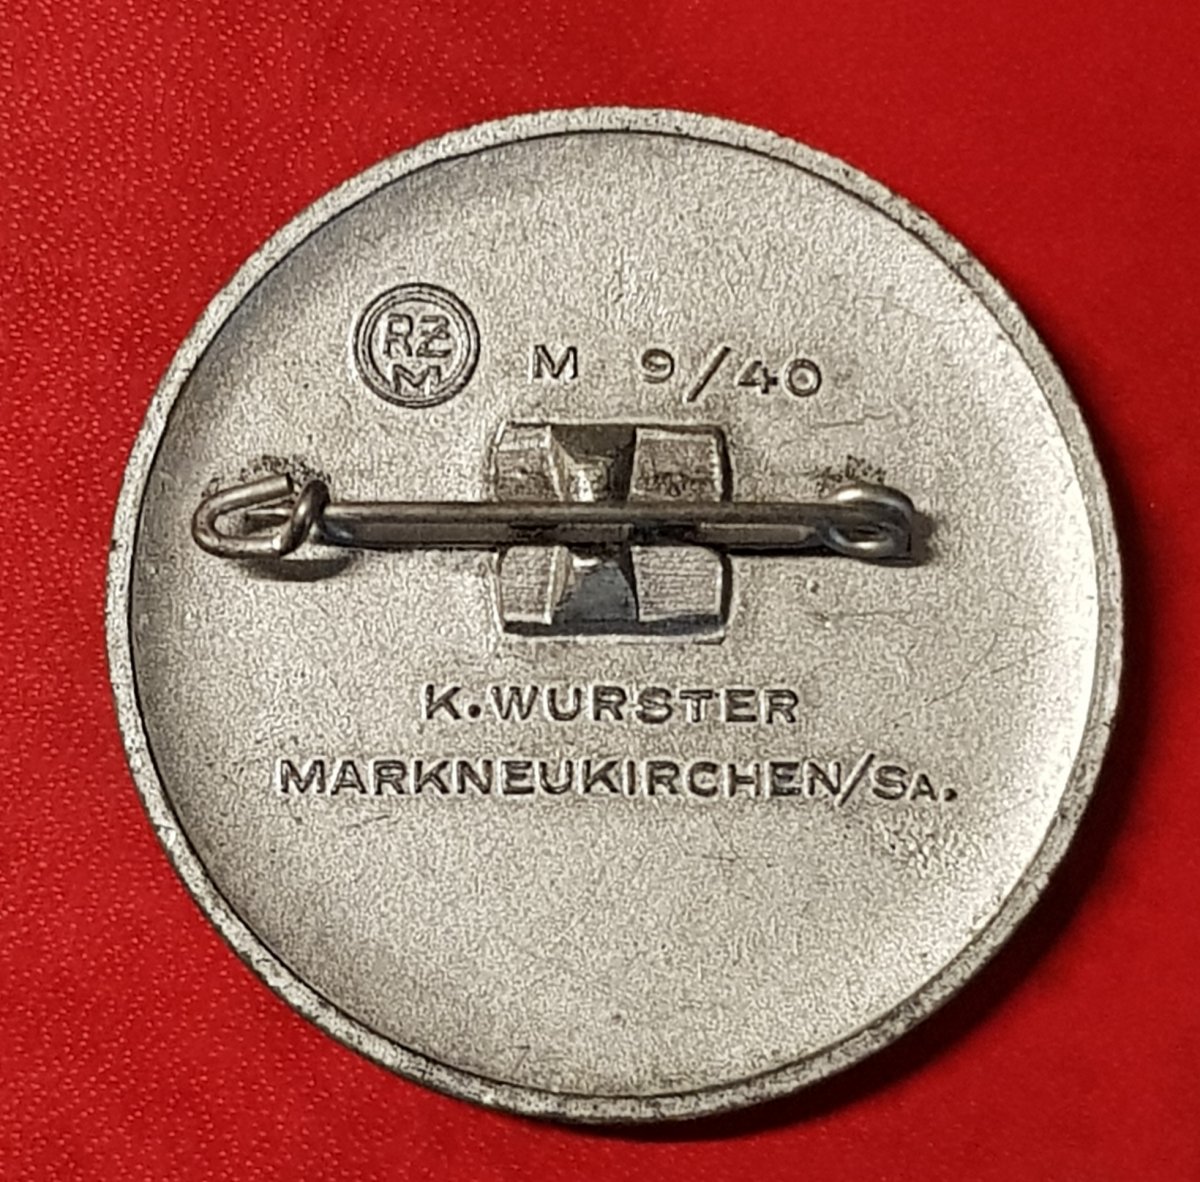 RZM M 9/40
K.WURSTER
MARKNEUKIRCHEN/SA.